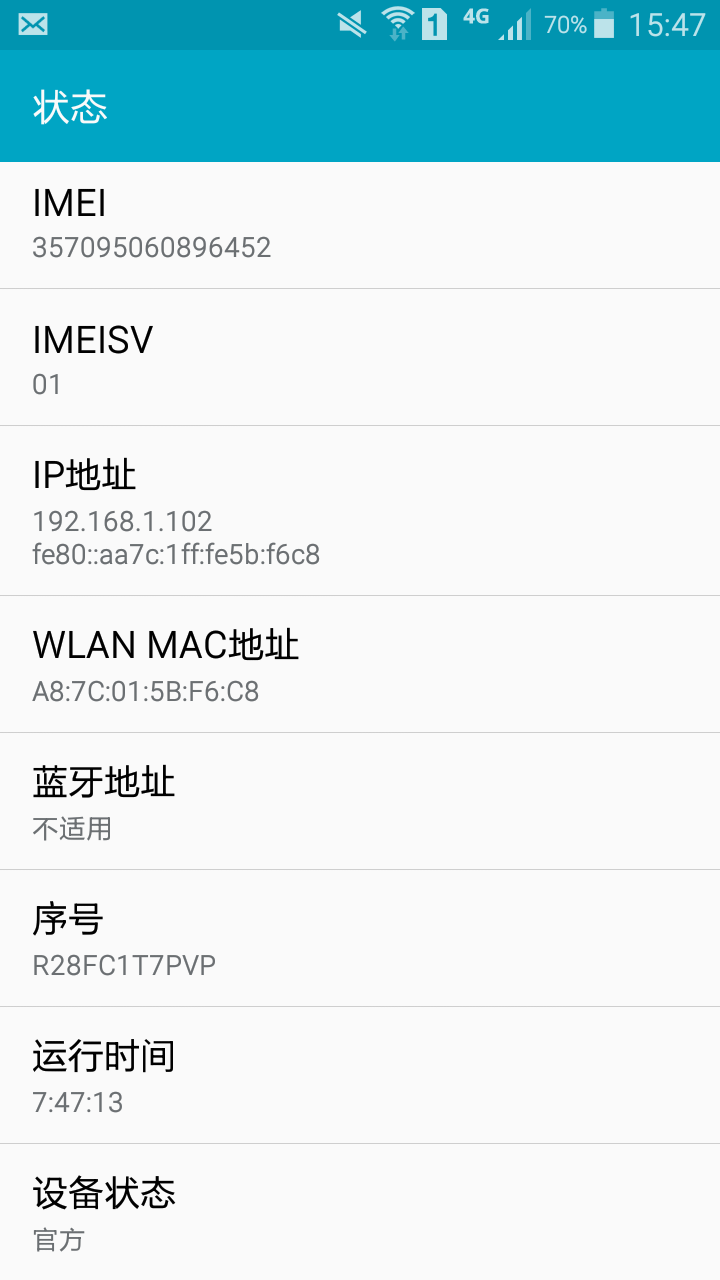 1 4G 70% 15:47
状态
IMEI
357095060896452
IMEISV
01
IP地址
192.168.1.102
fe80::aa7c:1ff:fe5b:f6c8
WLAN MAC地址
A8:7C:01:5B:F6:C8
蓝牙地址
不适用
序号
R28FC1T7PVP
运行时间
7:47:13
设备状态
官方